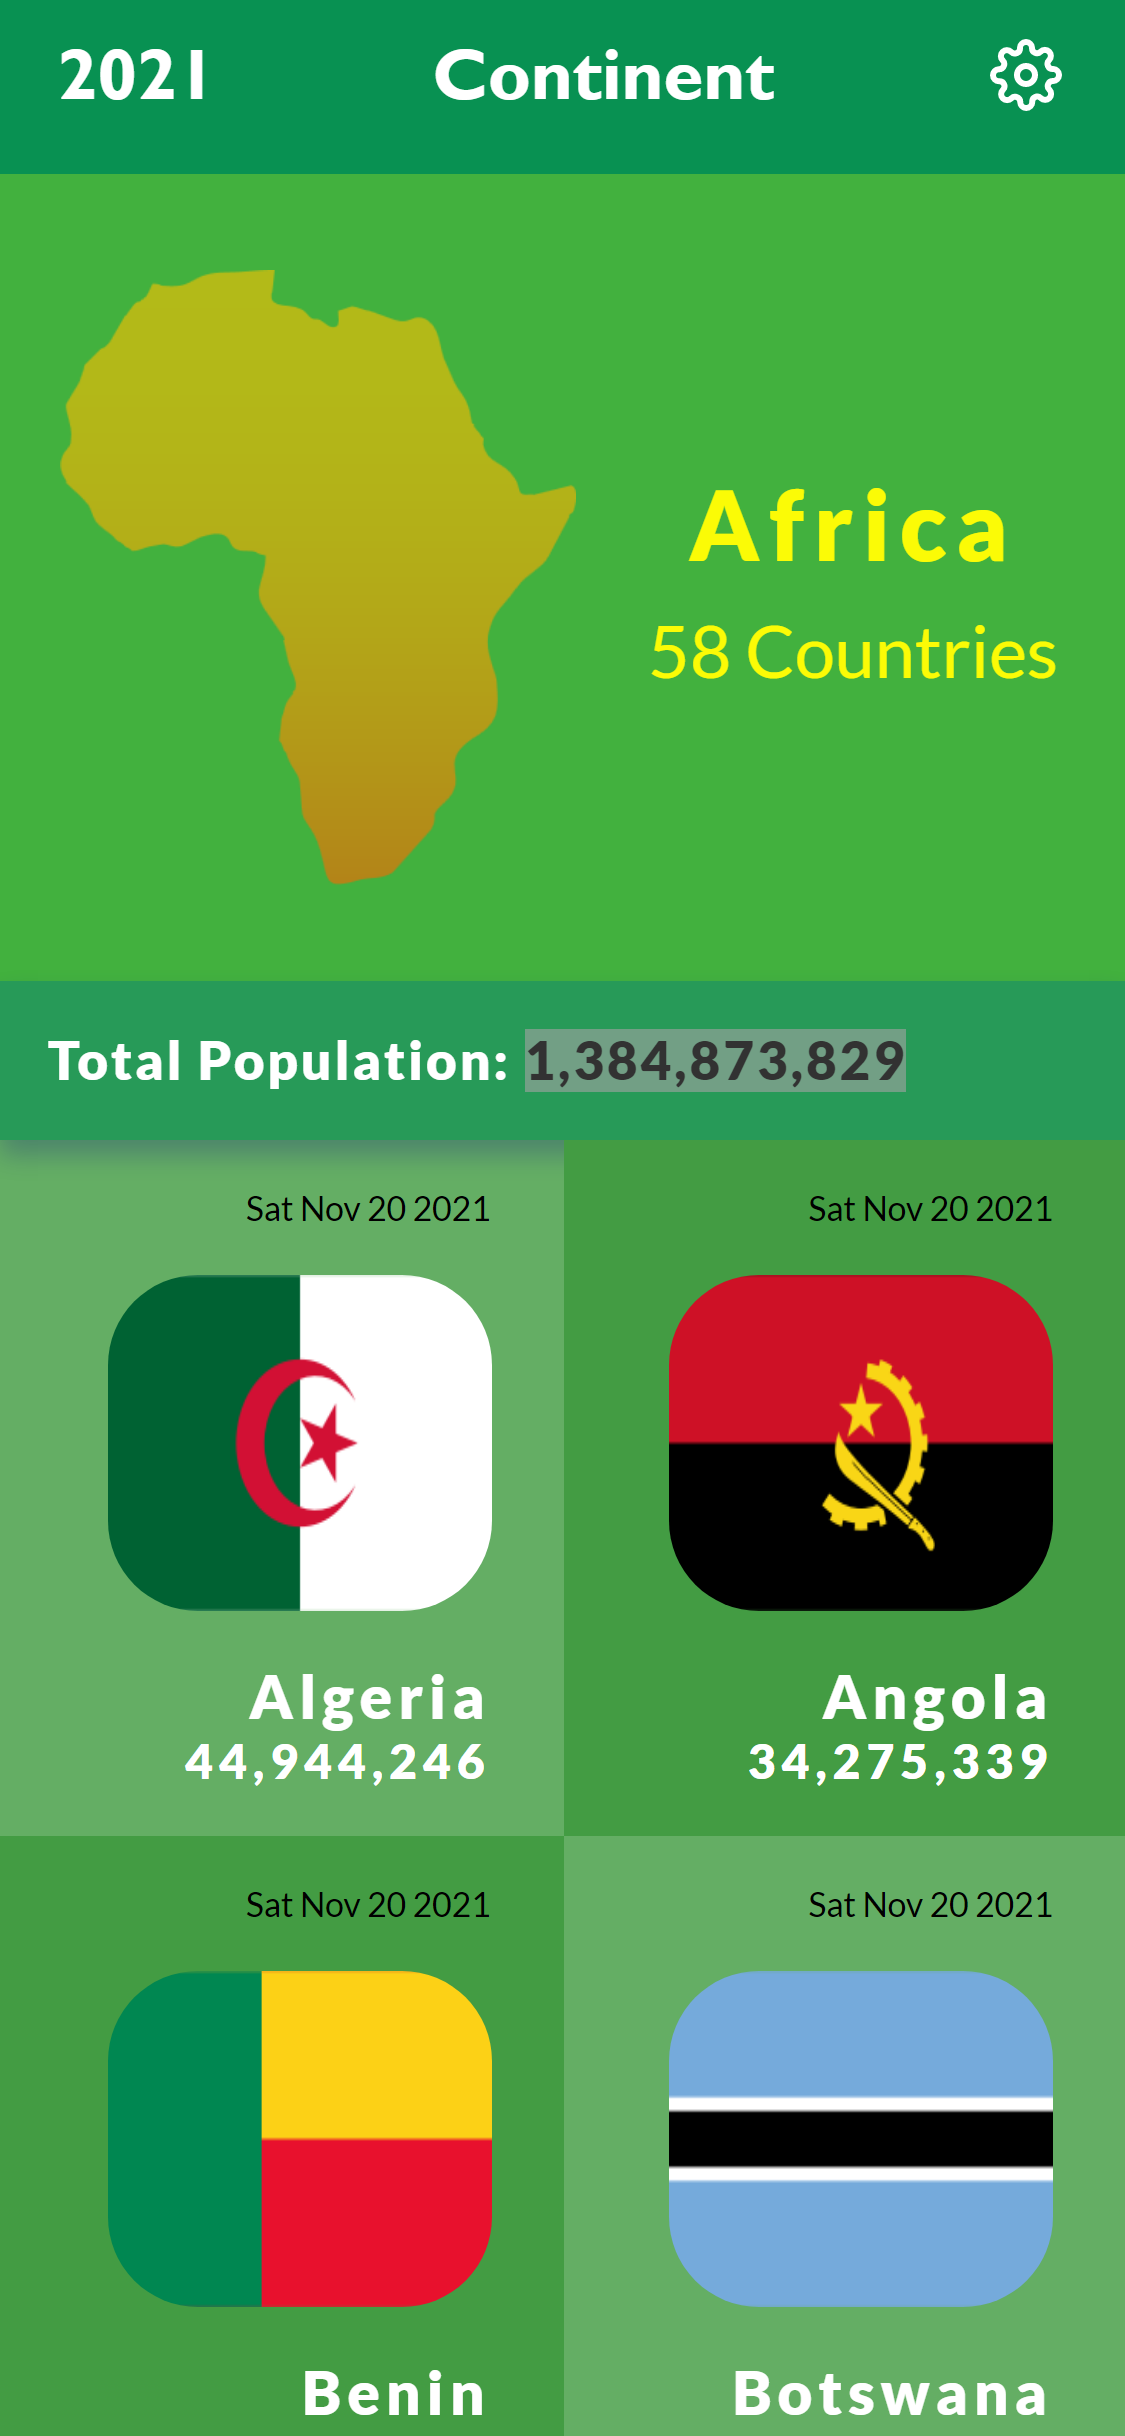 2021 Continent
Africa
58 Countries
Total Population: 1,384,873,829
Sat Nov 20 2021
Algeria
44,944,246
Sat Nov 20 2021
Angola
34,275,339
Sat Nov 20 2021
Benin
Sat Nov 20 2021
Botswana